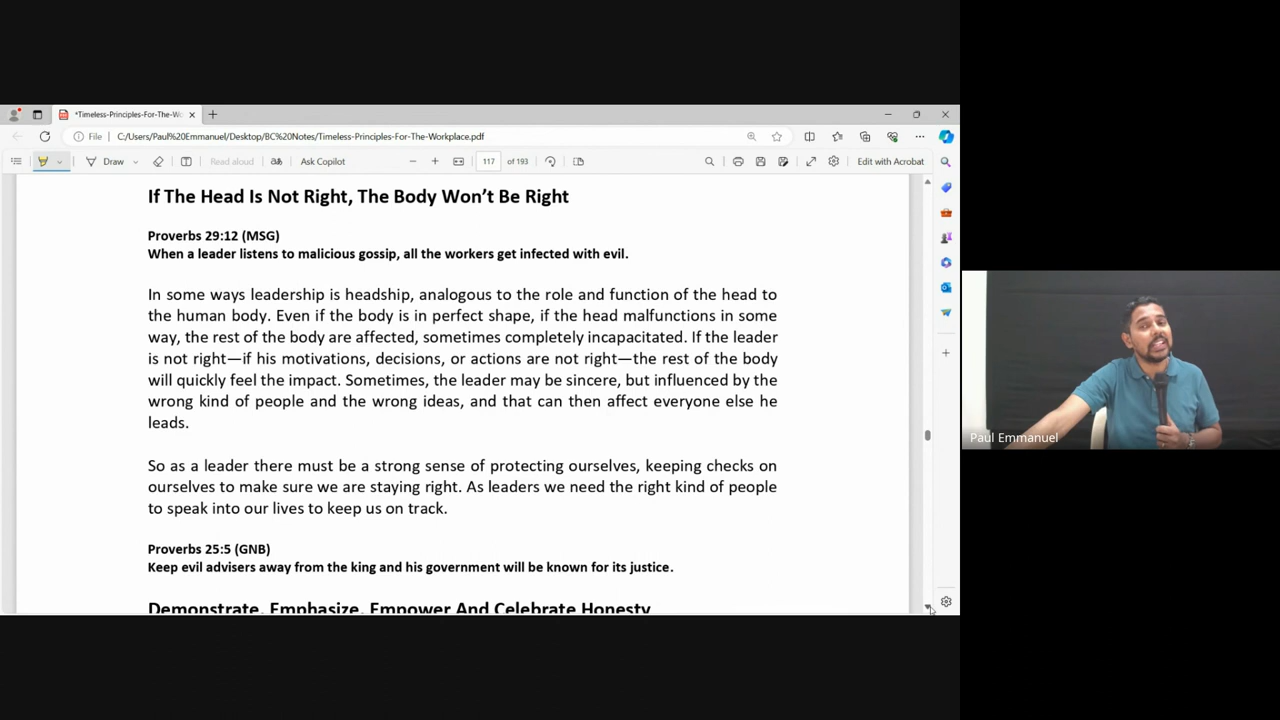 *Timeless-Principles-For-The-Wo
File
C:/Users/Paul%20Emmanuel/Desktop/BC%20Notes/Timeless-Principles-For-The-Workplace.pdf
Draw
Read aloud
Ask Copilot
117 of 193
Edit with Acrobat
If The Head Is Not Right, The Body Won’t Be Right
Proverbs 29:12 (MSG)
When a leader listens to malicious gossip, all the workers get infected with evil.
In some ways leadership is headship, analogous to the role and function of the head to
the human body. Even if the body is in perfect shape, if the head malfunctions in some
way, the rest of the body are affected, sometimes completely incapacitated. If the leader
is not right—if his motivations, decisions, or actions are not right—the rest of the body
will quickly feel the impact. Sometimes, the leader may be sincere, but influenced by the
wrong kind of people and the wrong ideas, and that can then affect everyone else he
leads.
So as a leader there must be a strong sense of protecting ourselves, keeping checks on
ourselves to make sure we are staying right. As leaders we need the right kind of people
to speak into our lives to keep us on track.
Proverbs 25:5 (GNB)
Keep evil advisers away from the king and his government will be known for its justice.
Demonstrate, Emphasize, Empower And Celebrate Honesty
Paul Emmanuel